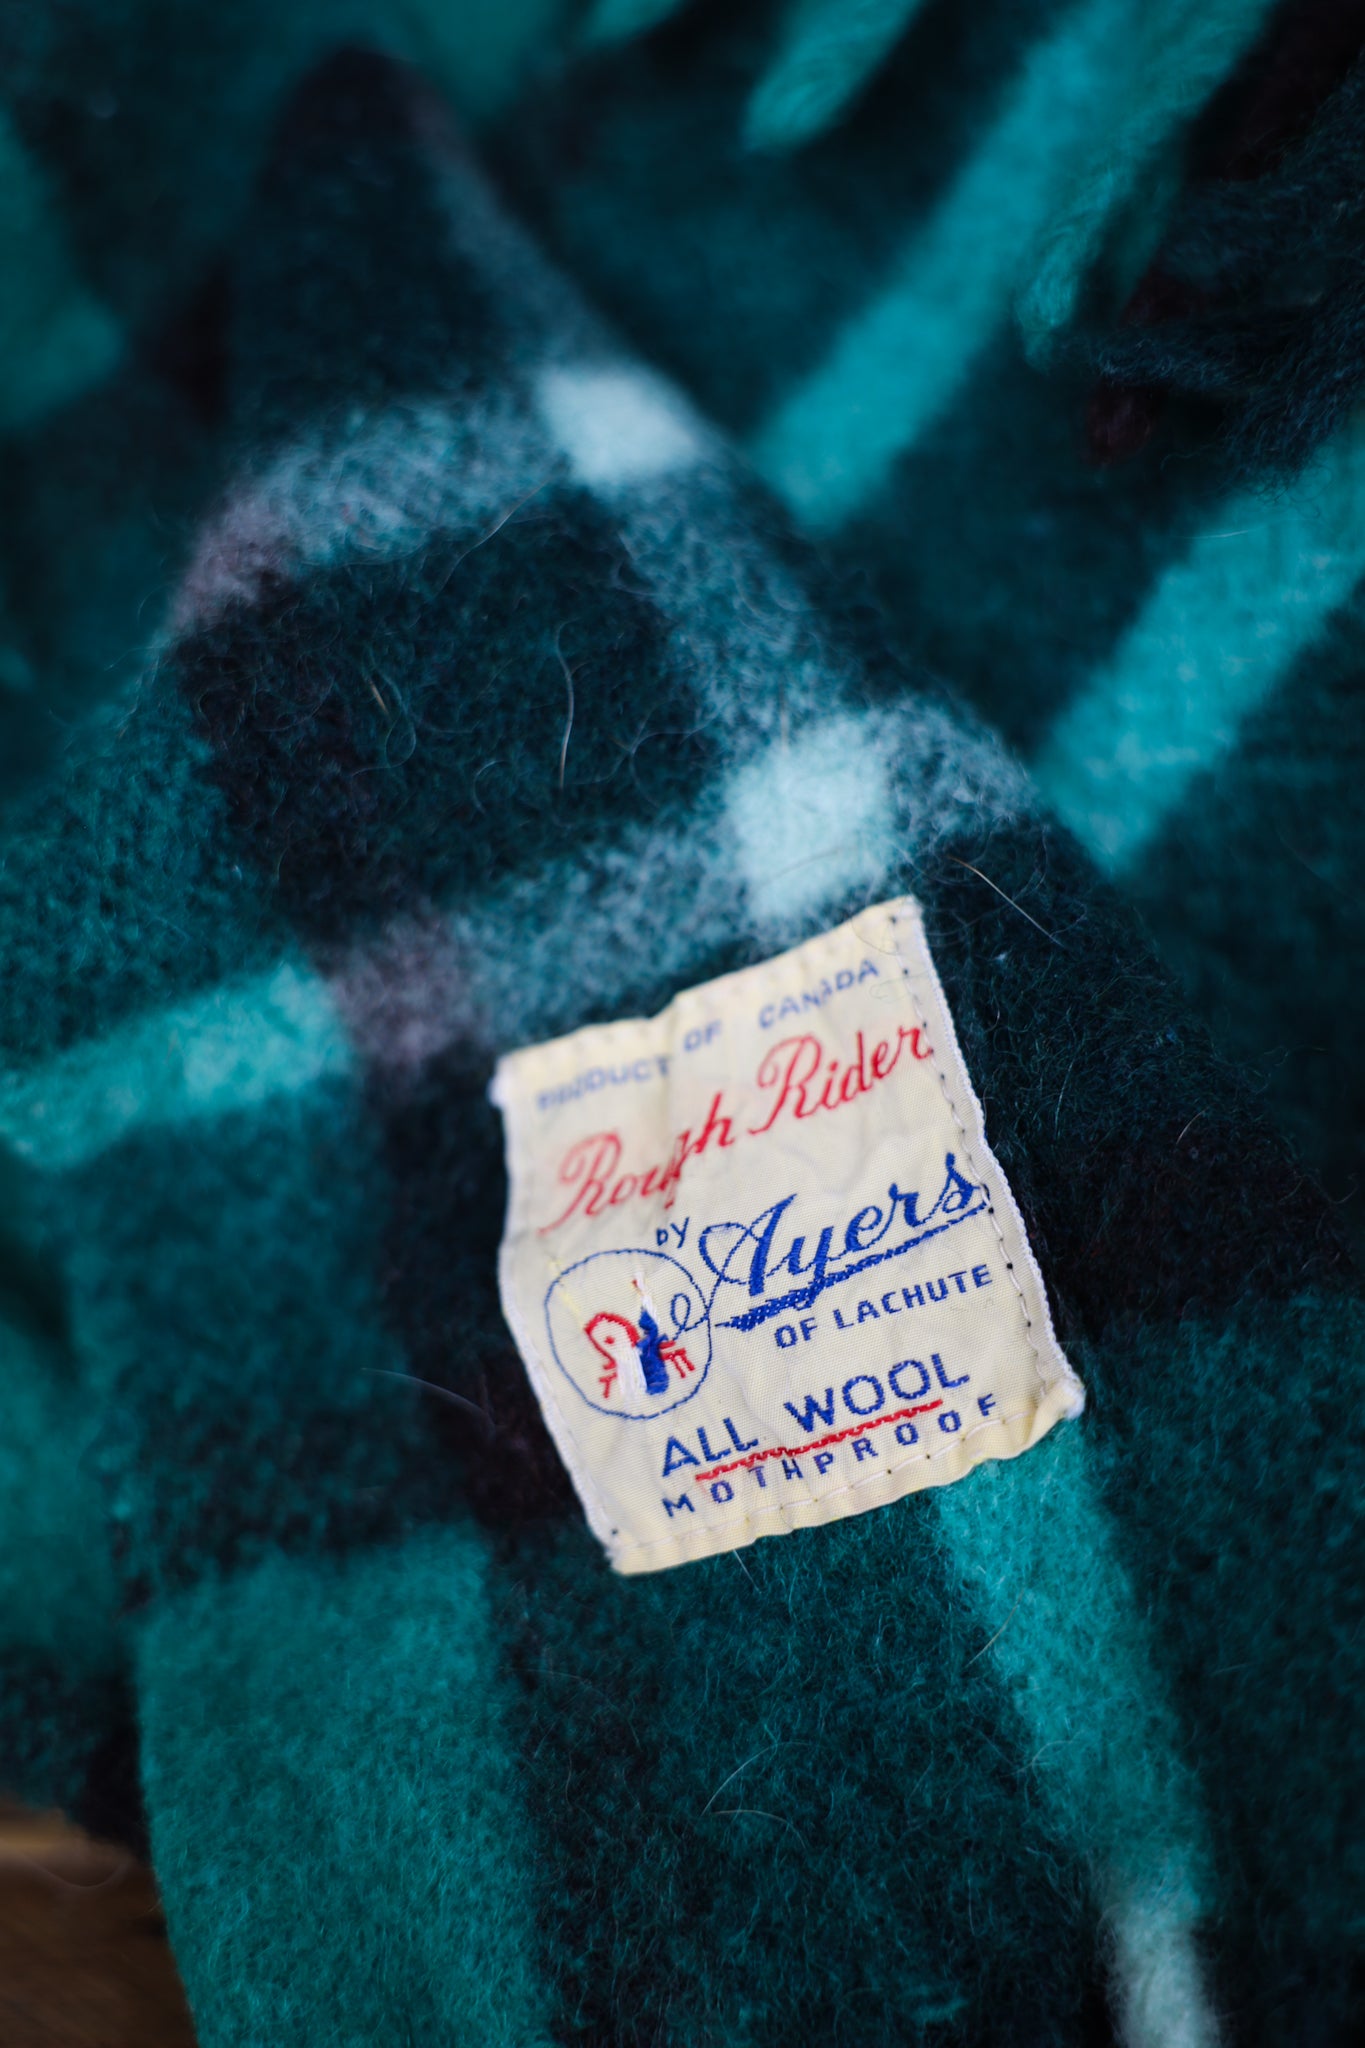 PRODUCT OF CANADA
Rough Rider
BY Ayers
OF LACHUTE
ALL WOOL
MOTHPROOF